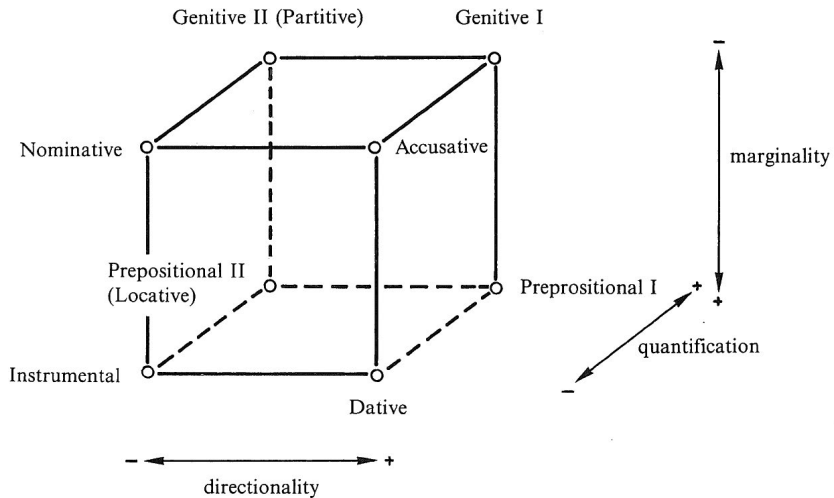 Genitive II (Partitive)
Genitive I
−
Nominative
Accusative
marginality
Prepositional II
(Locative)
Preprositional I
+
+
quantification
Instrumental
−
Dative
− +
directionality